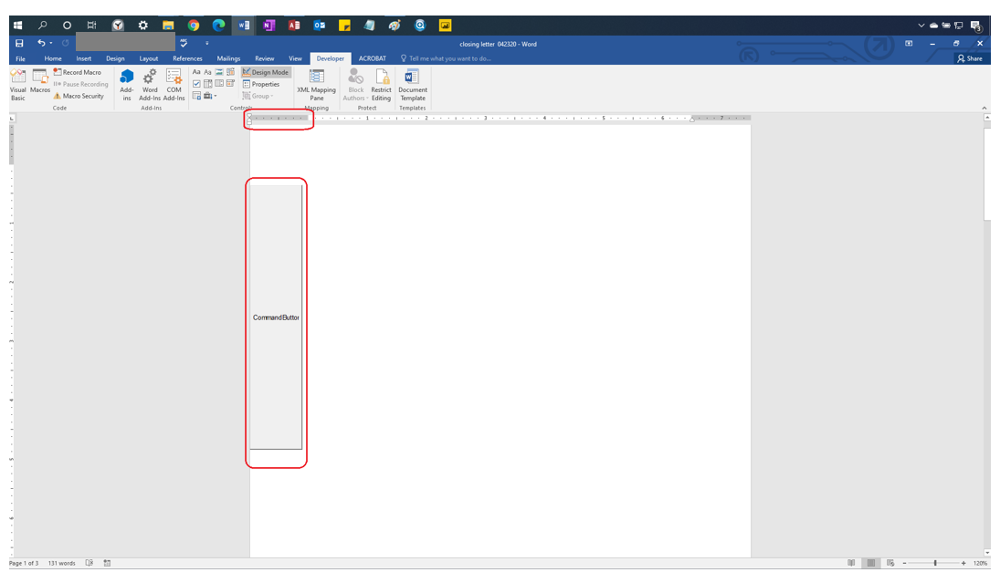 closing letter 042320 - Word
File Home Insert Design Layout References Mailings Review View Developer ACROBAT Tell me what you want to do... Share
Visual Basic
Macros
Record Macro
Pause Recording
Macro Security
Code
Add-ins
Word Add-Ins
COM Add-Ins
Add-Ins
Aa Aa
Design Mode
Properties
Group
Controls
XML Mapping Pane
Mapping
Block Authors
Restrict Editing
Protect
Document Template
Templates
1 2 3 4 5 6 7
CommandButtor
Page 1 of 3 131 words 120%